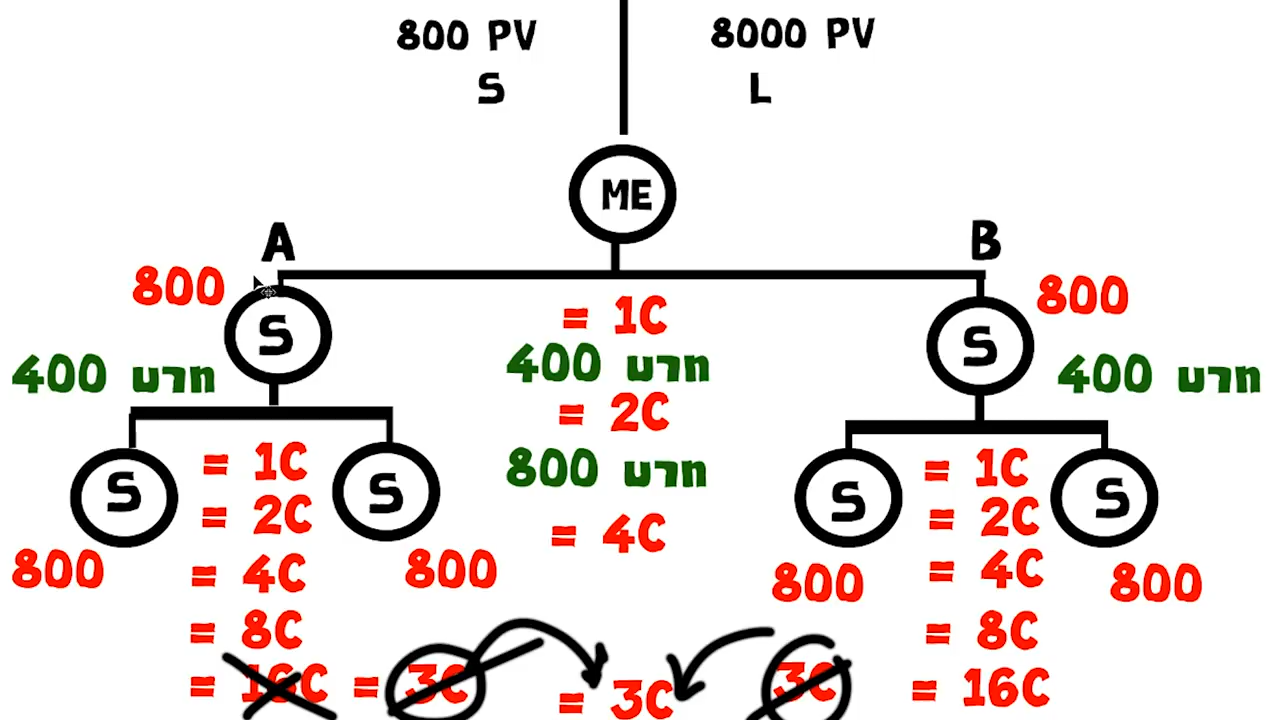 800 PV
8000 PV
S
L
ME
A
B
800
800
S
S
= 1C
400 บาท
400 บาท
400 บาท
= 2C
= 1C
800 บาท
= 1C
S
S
S
S
= 2C
= 2C
= 4C
800
800
= 4C
= 4C
800
800
= 8C
= 8C
= 16C = 3C
= 3C
3C
= 16C